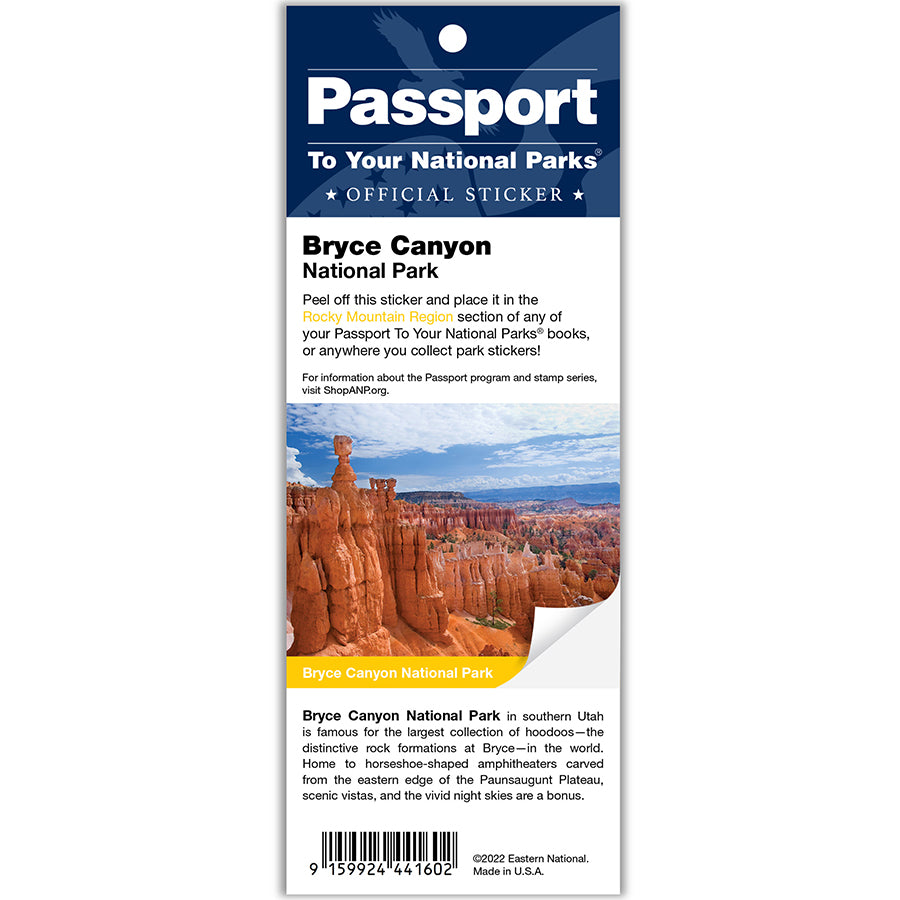 Passport
To Your National Parks®
★ OFFICIAL STICKER ★
Bryce Canyon
National Park
Peel off this sticker and place it in the
Rocky Mountain Region section of any of
your Passport To Your National Parks® books,
or anywhere you collect park stickers!
For information about the Passport program and stamp series,
visit ShopANP.org.
Bryce Canyon National Park
Bryce Canyon National Park in southern Utah
is famous for the largest collection of hoodoos—the
distinctive rock formations at Bryce—in the world.
Home to horseshoe-shaped amphitheaters carved
from the eastern edge of the Paunsaugunt Plateau,
scenic vistas, and the vivid night skies are a bonus.
9 159924 441602
©2022 Eastern National.
Made in U.S.A.